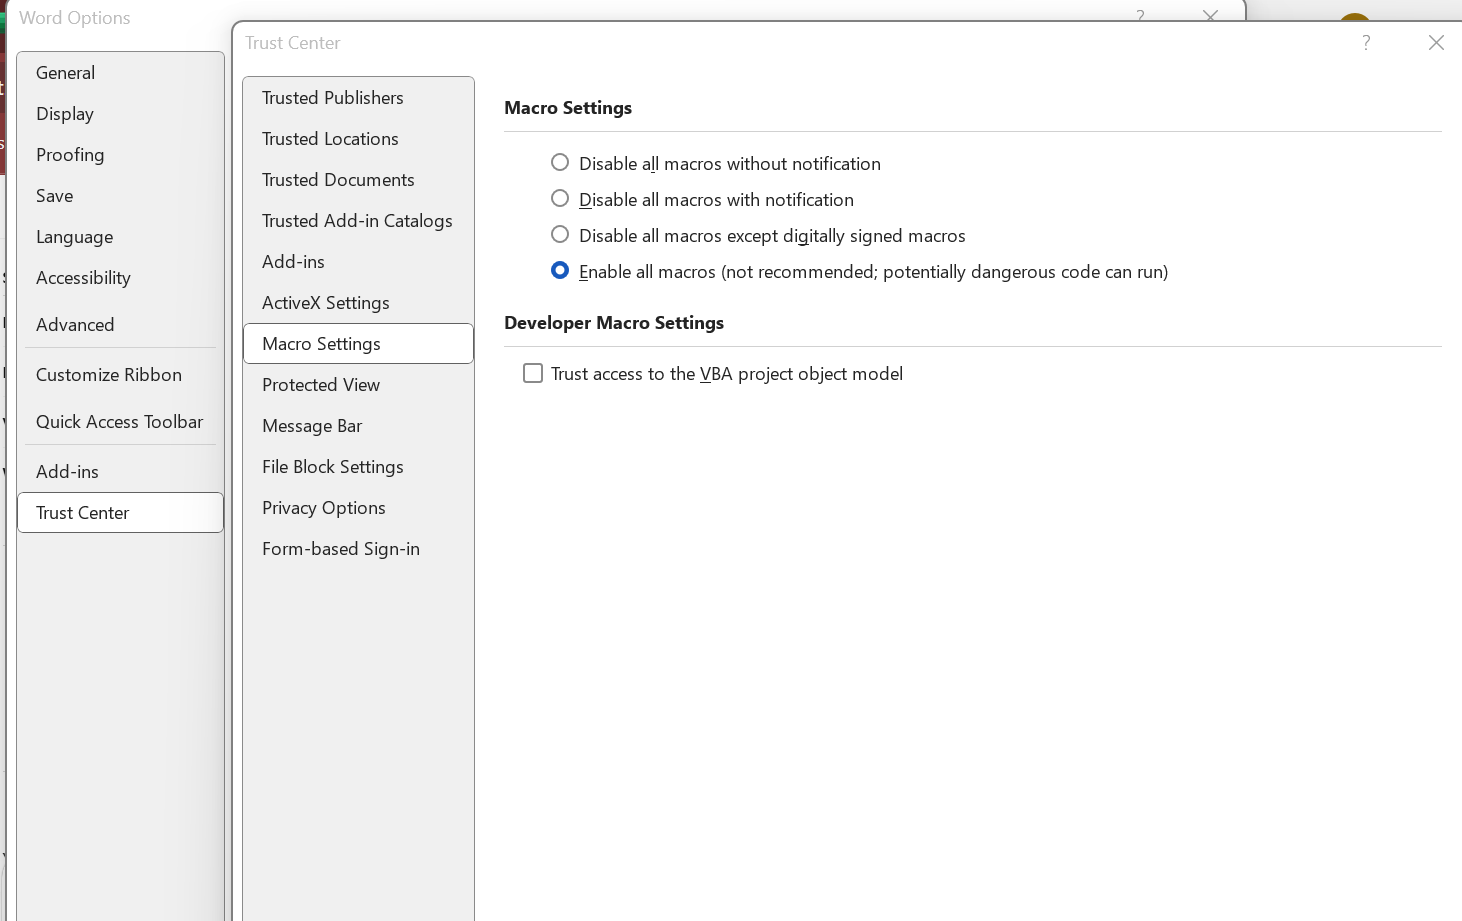 Word Options
?
General
Display
Proofing
Save
Language
Accessibility
Advanced
Customize Ribbon
Quick Access Toolbar
Add-ins
Trust Center
Trust Center
?
Trusted Publishers
Trusted Locations
Trusted Documents
Trusted Add-in Catalogs
Add-ins
ActiveX Settings
Macro Settings
Protected View
Message Bar
File Block Settings
Privacy Options
Form-based Sign-in
Macro Settings
Disable all macros without notification
Disable all macros with notification
Disable all macros except digitally signed macros
Enable all macros (not recommended; potentially dangerous code can run)
Developer Macro Settings
Trust access to the VBA project object model